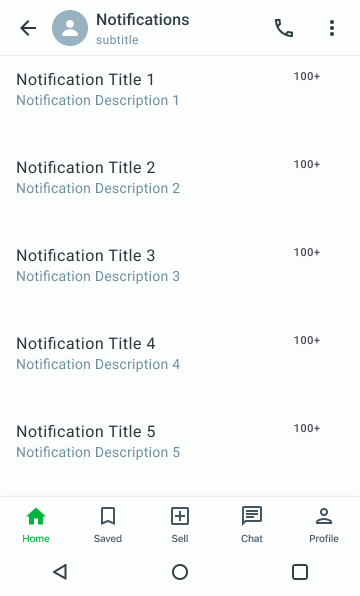 Notifications
subtitle
Notification Title 1
100+
Notification Description 1
Notification Title 2
100+
Notification Description 2
Notification Title 3
100+
Notification Description 3
Notification Title 4
100+
Notification Description 4
Notification Title 5
100+
Notification Description 5
Home Saved Sell Chat Profile